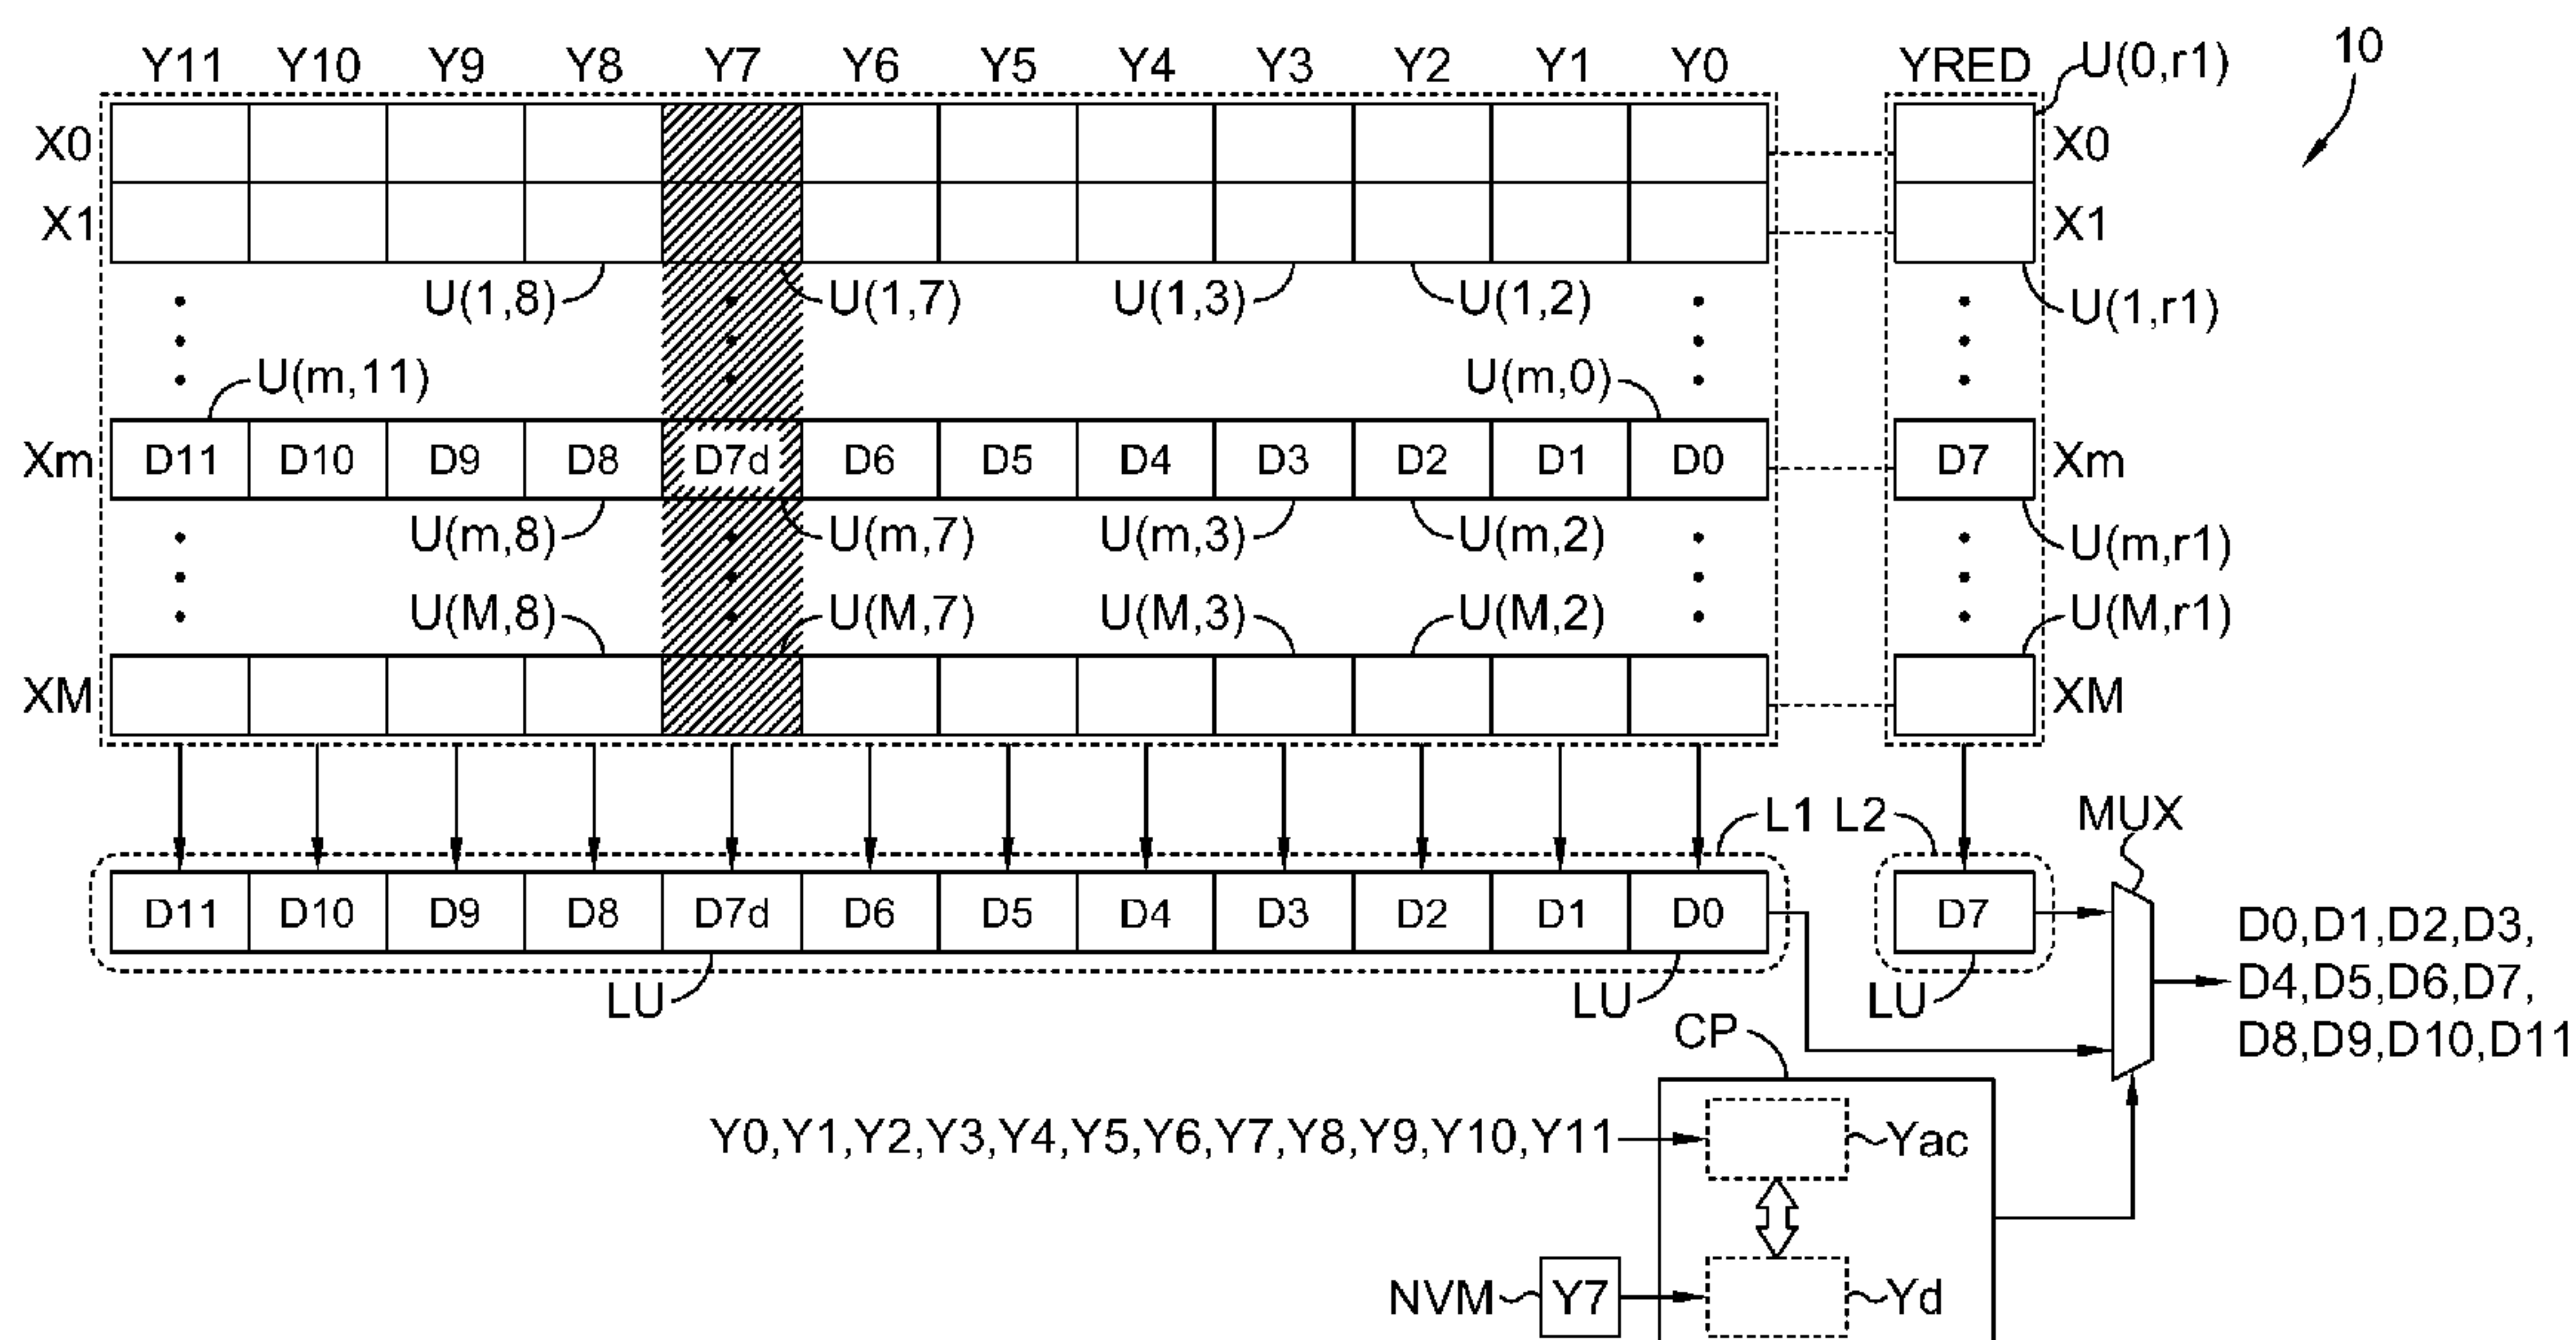 Y11 Y10 Y9 Y8 Y7 Y6 Y5 Y4 Y3 Y2 Y1 Y0 YRED U(0,r1) 10
X0 X0
X1 X1
U(1,8) U(1,7) U(1,3) U(1,2) U(1,r1)
U(m,11) U(m,0)
Xm D11 D10 D9 D8 D7d D6 D5 D4 D3 D2 D1 D0 D7 Xm
U(m,8) U(m,7) U(m,3) U(m,2) U(m,r1)
U(M,8) U(M,7) U(M,3) U(M,2) U(M,r1)
XM XM
L1 L2 MUX
D11 D10 D9 D8 D7d D6 D5 D4 D3 D2 D1 D0 D7
D0,D1,D2,D3,
D4,D5,D6,D7,
D8,D9,D10,D11
LU LU LU
CP
Y0,Y1,Y2,Y3,Y4,Y5,Y6,Y7,Y8,Y9,Y10,Y11 Yac
NVM Y7 Yd